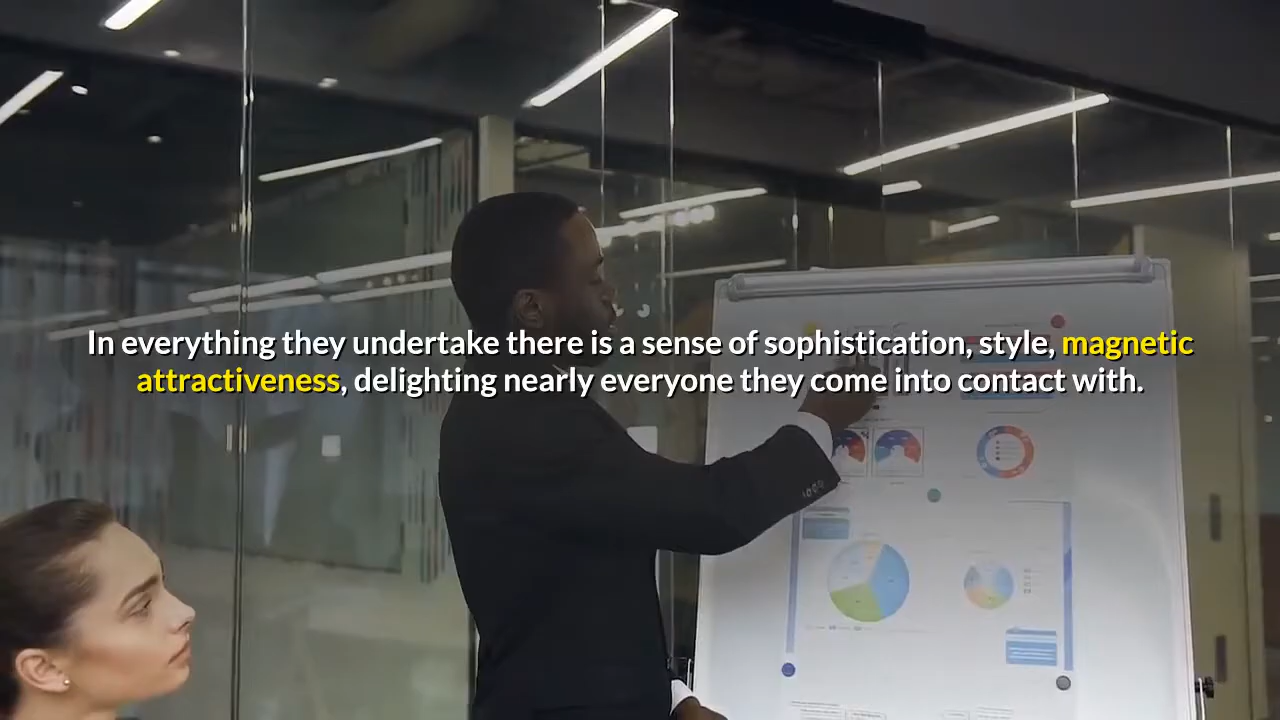 In everything they undertake there is a sense of sophistication, style, magnetic
attractiveness, delighting nearly everyone they come into contact with.